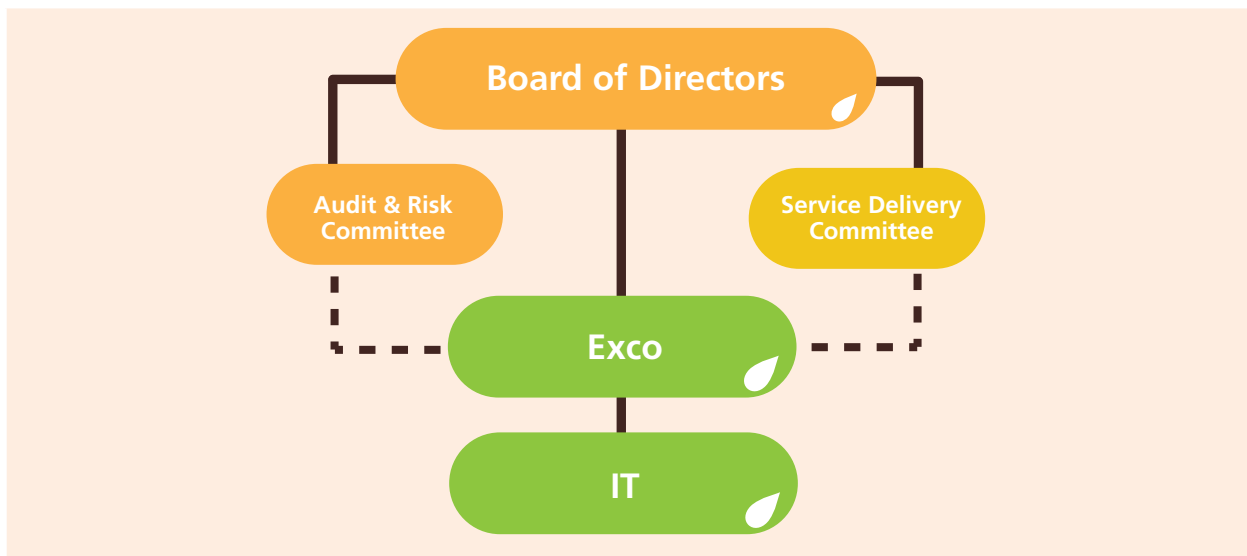 Board of Directors
Audit & Risk
Committee
Service Delivery
Committee
Exco
IT